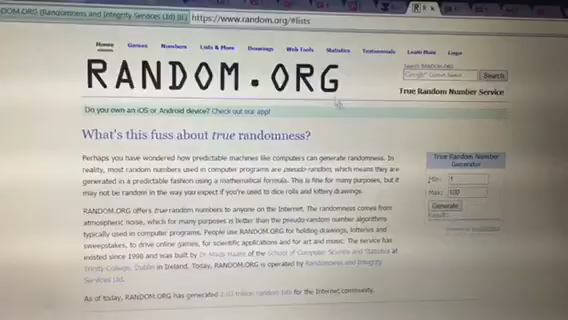 https://www.random.org/#lists
Home Games Numbers Lists & More Drawings Web Tools Statistics Testimonials Learn More Login
RANDOM.ORG
Search RANDOM.ORG
Search
True Random Number Service
Do you own an iOS or Android device? Check out our app!
What's this fuss about true randomness?
Perhaps you have wondered how predictable machines like computers can generate randomness. In
reality, most random numbers used in computer programs are pseudo-random, which means they are
generated in a predictable fashion using a mathematical formula. This is fine for many purposes, but it
may not be random in the way you expect if you're used to dice rolls and lottery drawings.
RANDOM.ORG offers true random numbers to anyone on the Internet. The randomness comes from
atmospheric noise, which for many purposes is better than the pseudo-random number algorithms
typically used in computer programs. People use RANDOM.ORG for holding drawings, lotteries and
sweepstakes, to drive online games, for scientific applications and for art and music. The service has
existed since 1998 and was built by Dr Mads Haahr of the School of Computer Science and Statistics at
Trinity College, Dublin in Ireland. Today, RANDOM.ORG is operated by Randomness and Integrity
Services Ltd.
As of today, RANDOM.ORG has generated random bits for the Internet community.
True Random Number
Generator
Min: 1
Max: 100
Generate
Result: